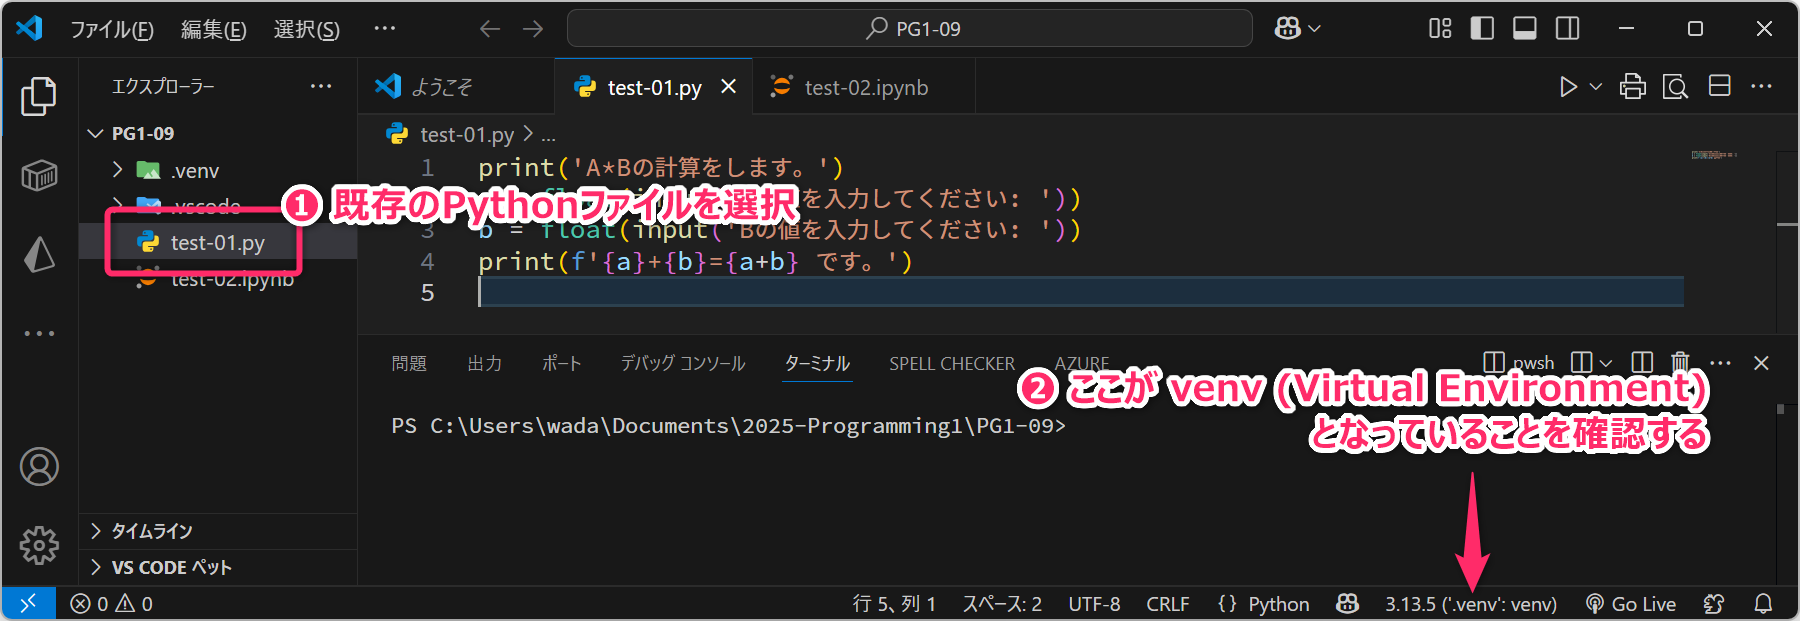 ファイル(F) 編集(E) 選択(S) ··· PG1-09
エクスプローラー ···
ようこそ test-01.py test-02.ipynb
PG1-09
test-01.py > ...
.venv
.vscode
test-01.py
test-02.ipynb
❶ 既存のPythonファイルを選択
1 print('A*Bの計算をします。')
を入力してください: '))
3 b = float(input('Bの値を入力してください: '))
4 print(f'{a}+{b}={a+b} です。')
5
問題 出力 ポート デバッグ コンソール ターミナル SPELL CHECKER AZURE
pwsh
❷ ここが venv (Virtual Environment)
となっていることを確認する
PS C:\Users\wada\Documents\2025-Programming1\PG1-09>
タイムライン
VS CODE ペット
0 0 行 5、列 1 スペース: 2 UTF-8 CRLF {} Python 3.13.5 ('.venv': venv) Go Live